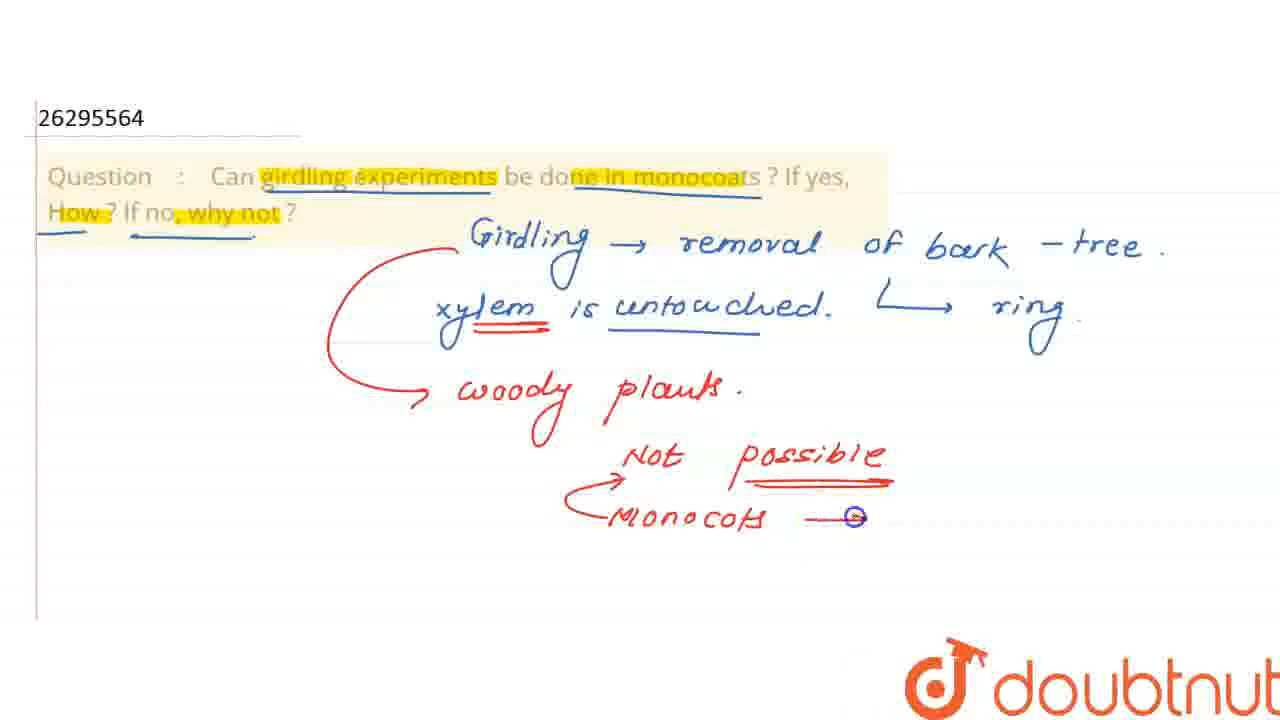 26295564
Question : Can girdling experiments be done in monocoats ? If yes,
How ? If no, why not ?
Girdling → removal of bark - tree.
xylem is untouched. → ring.
woody plants.
Not possible
Monocots →
doubtnut